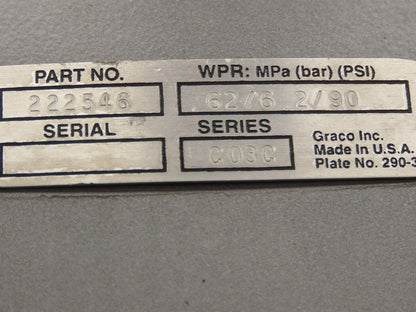 PART NO. WPR: MPa (bar) (PSI)
222546 .62/6.2/90
SERIAL SERIES
C03C
Graco Inc.
Made in U.S.A.
Plate No. 290-3